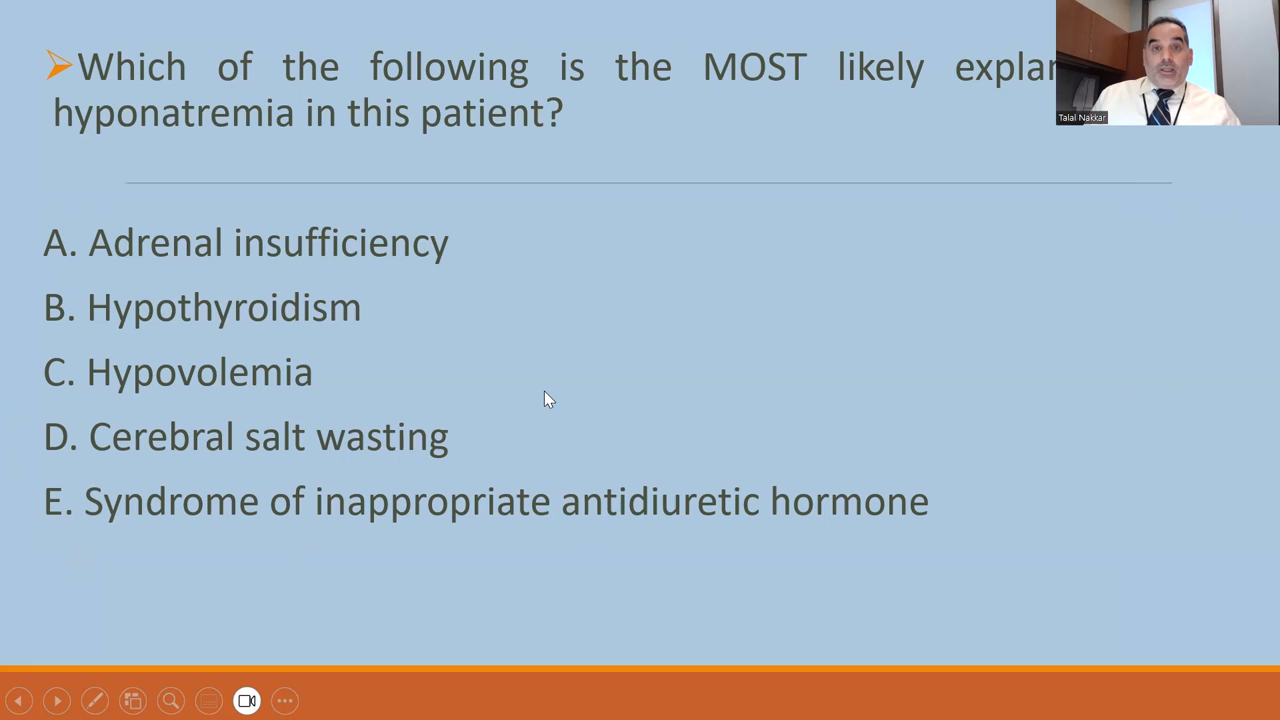 Which of the following is the MOST likely
hyponatremia in this patient?
A. Adrenal insufficiency
B. Hypothyroidism
C. Hypovolemia
D. Cerebral salt wasting
E. Syndrome of inappropriate antidiuretic hormone
Talal Nakkar